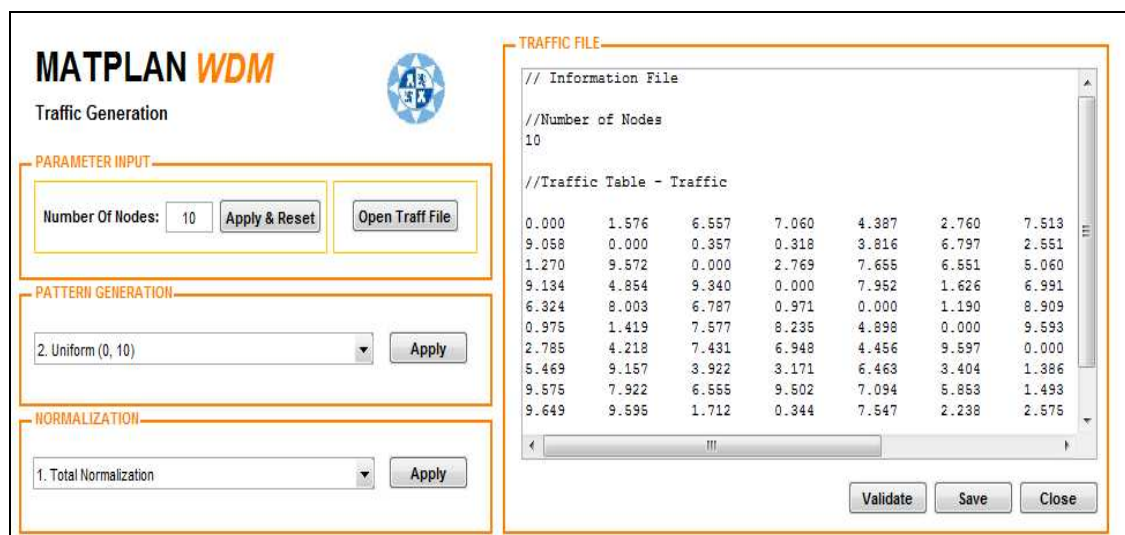 MATPLAN WDM
Traffic Generation
PARAMETER INPUT
Number Of Nodes: 10 Apply & Reset Open Traff File
PATTERN GENERATION
2. Uniform (0, 10) Apply
NORMALIZATION
1. Total Normalization Apply
TRAFFIC FILE
// Information File
//Number of Nodes
10
//Traffic Table - Traffic
0.000 1.576 6.557 7.060 4.387 2.760 7.513
9.058 0.000 0.357 0.318 3.816 6.797 2.551
1.270 9.572 0.000 2.769 7.655 6.551 5.060
9.134 4.854 9.340 0.000 7.952 1.626 6.991
6.324 8.003 6.787 0.971 0.000 1.190 8.909
0.975 1.419 7.577 8.235 4.898 0.000 9.593
2.785 4.218 7.431 6.948 4.456 9.597 0.000
5.469 9.157 3.922 3.171 6.463 3.404 1.386
9.575 7.922 6.555 9.502 7.094 5.853 1.493
9.649 9.595 1.712 0.344 7.547 2.238 2.575
Validate Save Close